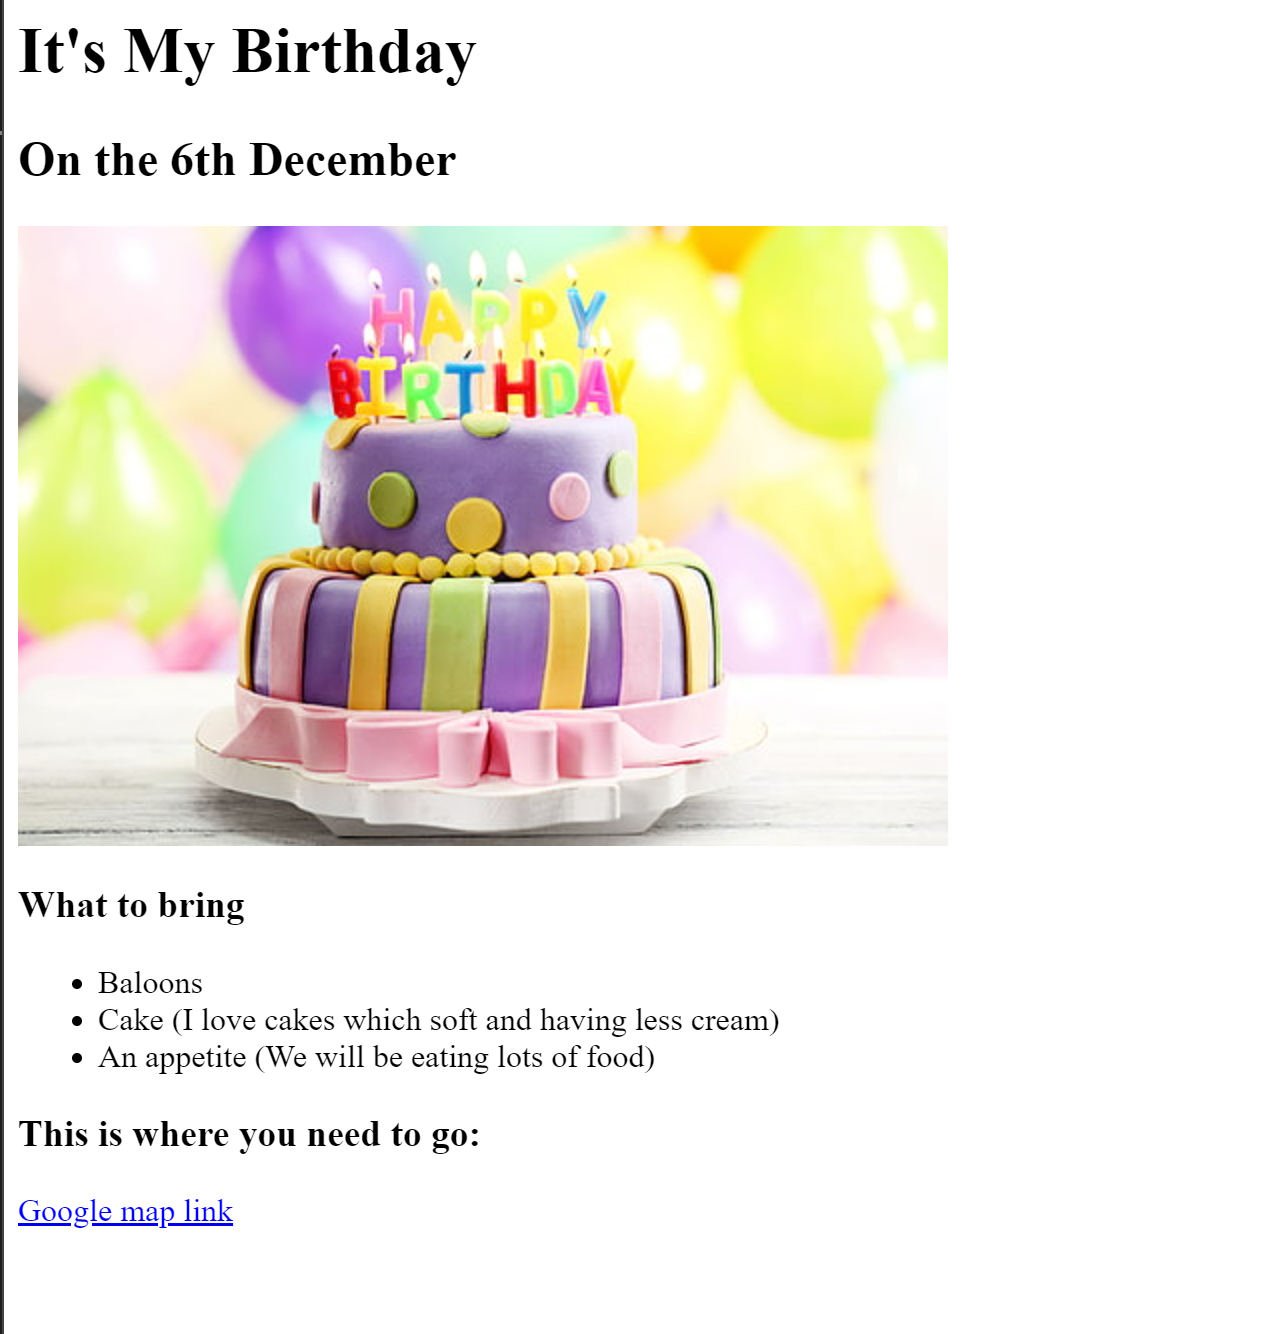 It's My Birthday
On the 6th December
HAPPY
BIRTHDAY
What to bring
Baloons
Cake (I love cakes which soft and having less cream)
An appetite (We will be eating lots of food)
This is where you need to go:
Google map link